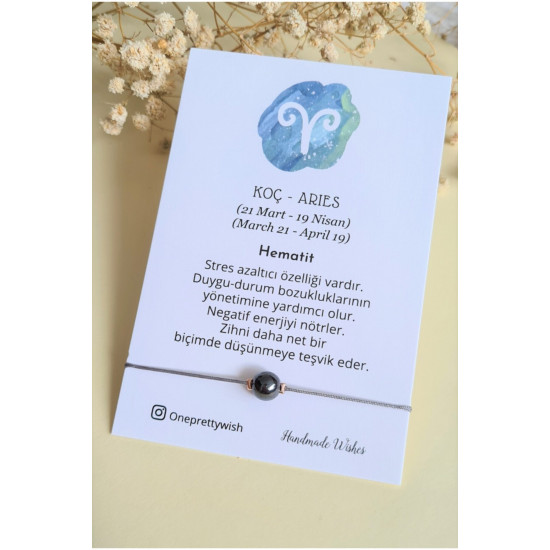 KOÇ - ARIES
(21 Mart - 19 Nisan)
(March 21 - April 19)
Hematit
Stres azaltıcı özelliği vardır.
Duygu-durum bozukluklarının
yönetimine yardımcı olur.
Negatif enerjiyi nötrler.
Zihni daha net bir
biçimde düşünmeye teşvik eder.
Oneprettywish
Handmade Wishes